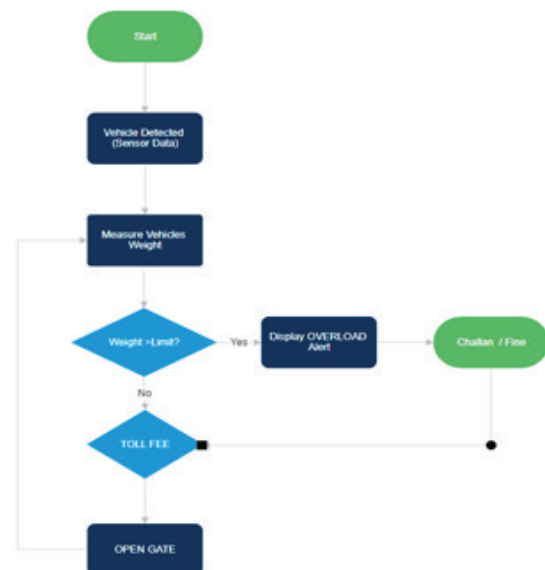 Start
Vehicle Detected
(Sensor Data)
Measure Vehicles
Weight
Weight >Limit?
Yes
Display OVERLOAD
Alert
Challan / Fine
No
TOLL FEE
OPEN GATE